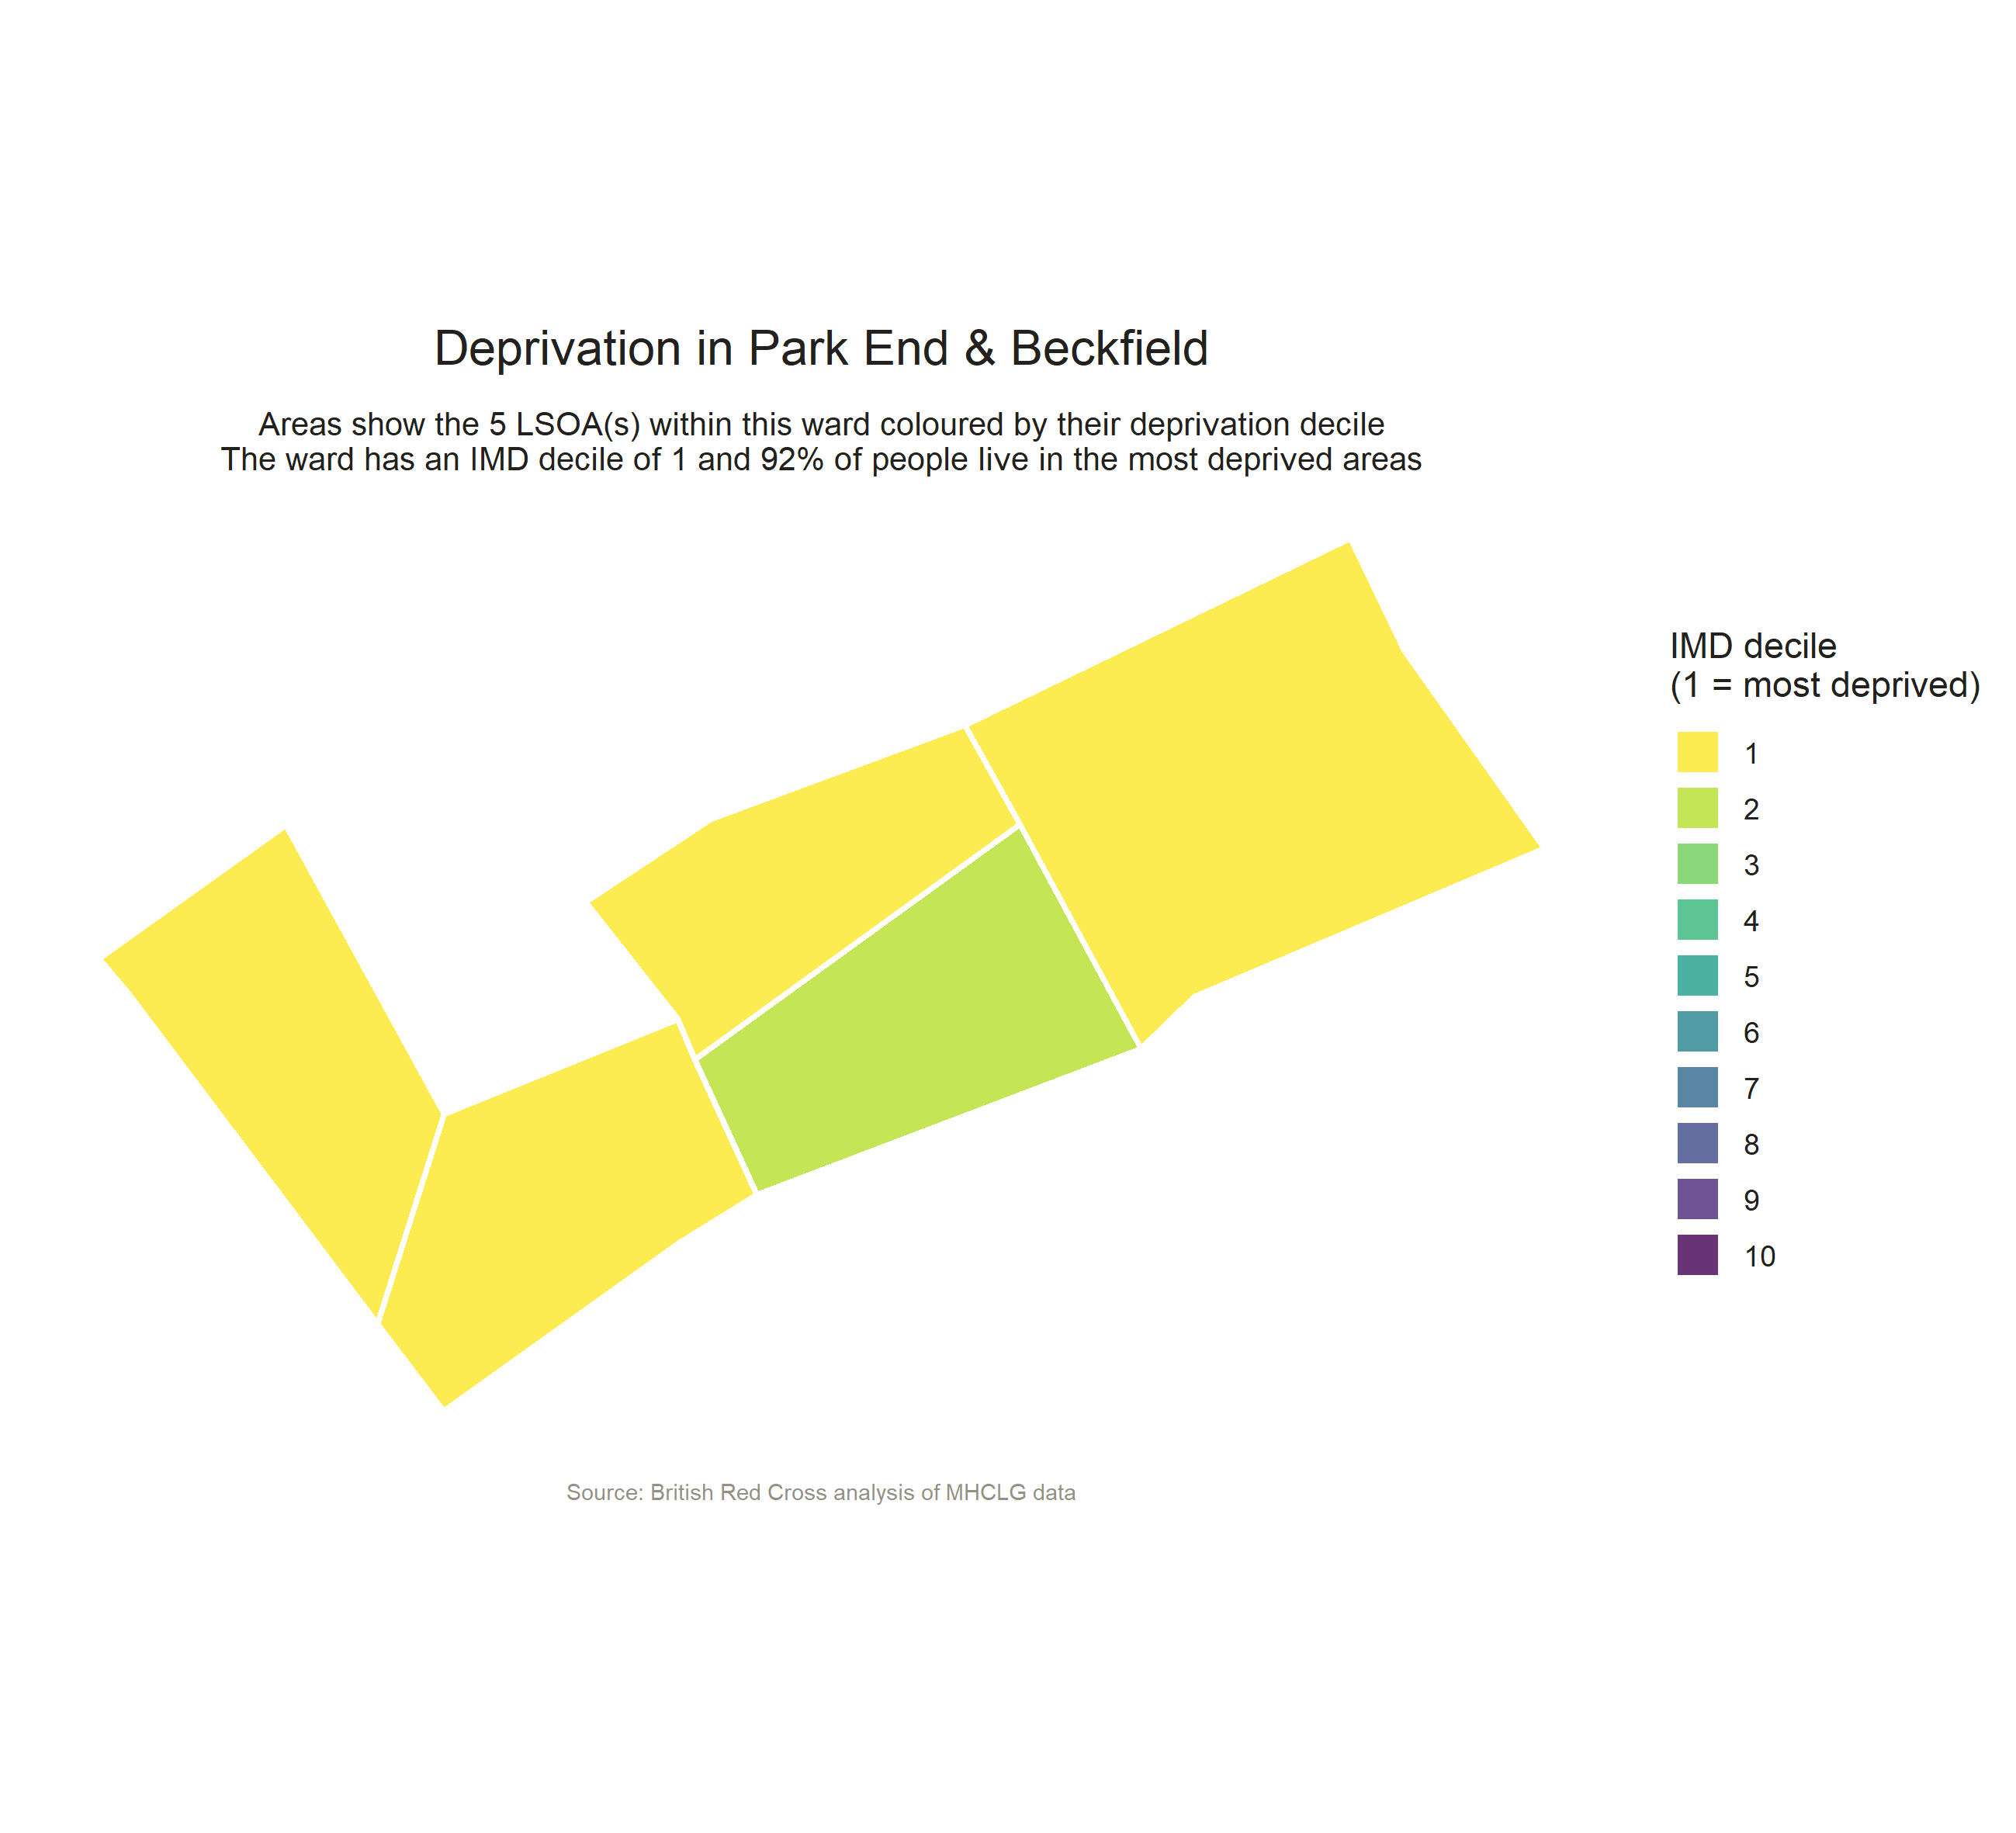 Deprivation in Park End & Beckfield
Areas show the 5 LSOA(s) within this ward coloured by their deprivation decile
The ward has an IMD decile of 1 and 92% of people live in the most deprived areas
IMD decile
(1 = most deprived)
1
2
3
4
5
6
7
8
9
10
Source: British Red Cross analysis of MHCLG data